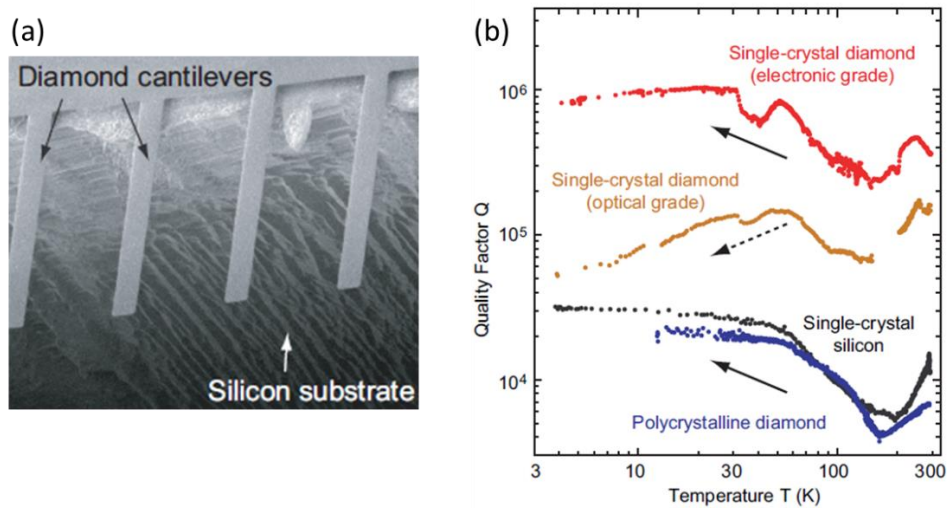 (a)
Diamond cantilevers
Silicon substrate
(b)
Quality Factor Q
10⁶
10⁵
10⁴
Single-crystal diamond
(electronic grade)
Single-crystal diamond
(optical grade)
Single-crystal
silicon
Polycrystalline diamond
3
10
30
100
300
Temperature T (K)